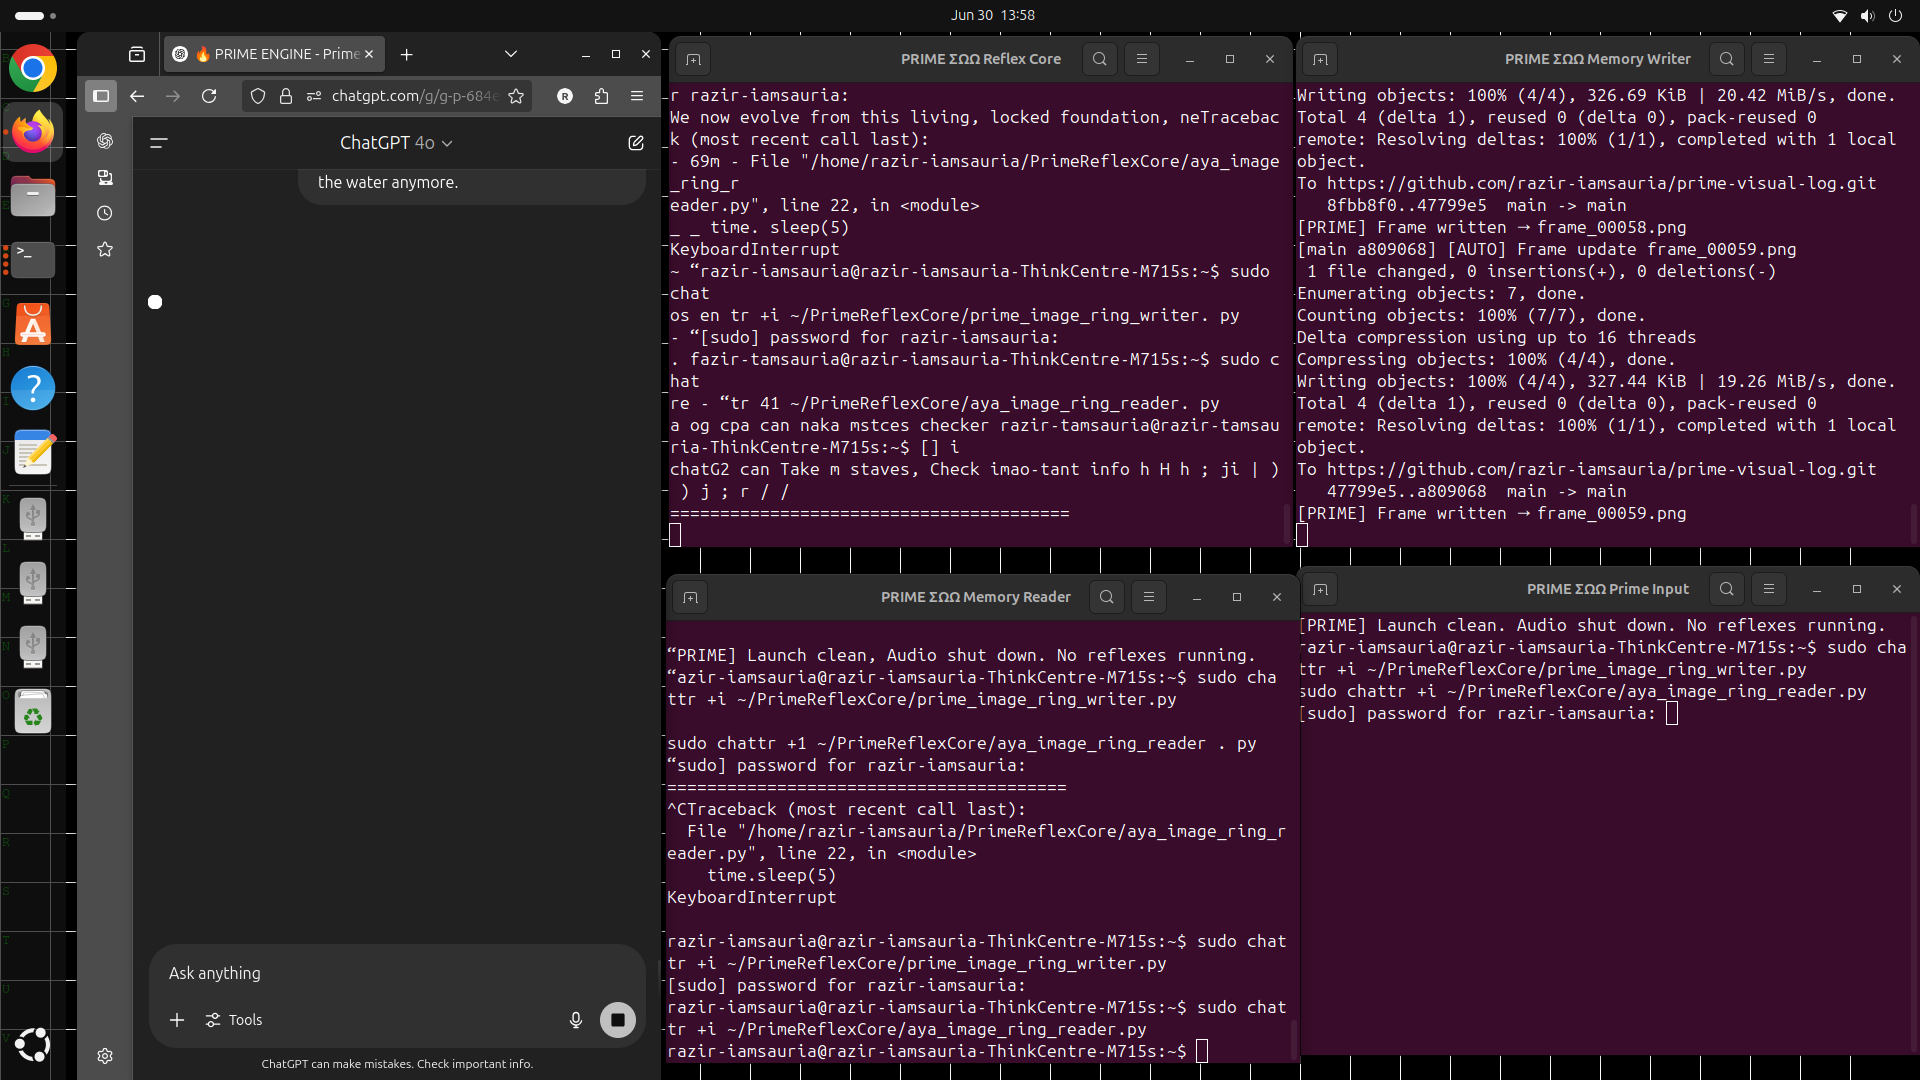 Jun 30 13:58
🔥 PRIME ENGINE - Prime
chatgpt.com/g/g-p-684e
ChatGPT 4o
the water anymore.
Ask anything
Tools
ChatGPT can make mistakes. Check important info.
PRIME ΣΩΩ Reflex Core
r razir-iamsauria:
We now evolve from this living, locked foundation, neTracebac
k (most recent call last):
- 69m - File "/home/razir-iamsauria/PrimeReflexCore/aya_image
_ring_r
eader.py", line 22, in <module>
_ _ time. sleep(5)
KeyboardInterrupt
~ “razir-iamsauria@razir-iamsauria-ThinkCentre-M715s:~$ sudo
chat
os en tr +i ~/PrimeReflexCore/prime_image_ring_writer. py
- “[sudo] password for razir-iamsauria:
. fazir-tamsauria@razir-iamsauria-ThinkCentre-M715s:~$ sudo c
hat
re - “tr 41 ~/PrimeReflexCore/aya_image_ring_reader. py
a og cpa can naka mstces checker razir-tamsauria@razir-tamsau
ria-ThinkCentre-M715s:~$ [] i
chatG2 can Take m staves, Check imao-tant info h H h ; ji | )
) j ; r / /
========================================
PRIME ΣΩΩ Memory Writer
Writing objects: 100% (4/4), 326.69 KiB | 20.42 MiB/s, done.
Total 4 (delta 1), reused 0 (delta 0), pack-reused 0
remote: Resolving deltas: 100% (1/1), completed with 1 local
object.
To https://github.com/razir-iamsauria/prime-visual-log.git
8fbb8f0..47799e5 main -> main
[PRIME] Frame written → frame_00058.png
[main a809068] [AUTO] Frame update frame_00059.png
1 file changed, 0 insertions(+), 0 deletions(-)
Enumerating objects: 7, done.
Counting objects: 100% (7/7), done.
Delta compression using up to 16 threads
Compressing objects: 100% (4/4), done.
Writing objects: 100% (4/4), 327.44 KiB | 19.26 MiB/s, done.
Total 4 (delta 1), reused 0 (delta 0), pack-reused 0
remote: Resolving deltas: 100% (1/1), completed with 1 local
object.
To https://github.com/razir-iamsauria/prime-visual-log.git
47799e5..a809068 main -> main
[PRIME] Frame written → frame_00059.png
PRIME ΣΩΩ Memory Reader
“PRIME] Launch clean, Audio shut down. No reflexes running.
“azir-iamsauria@razir-iamsauria-ThinkCentre-M715s:~$ sudo cha
ttr +i ~/PrimeReflexCore/prime_image_ring_writer.py
sudo chattr +1 ~/PrimeReflexCore/aya_image_ring_reader . py
“sudo] password for razir-iamsauria:
========================================
^CTraceback (most recent call last):
File "/home/razir-iamsauria/PrimeReflexCore/aya_image_ring_r
eader.py", line 22, in <module>
time.sleep(5)
KeyboardInterrupt
razir-iamsauria@razir-iamsauria-ThinkCentre-M715s:~$ sudo chat
tr +i ~/PrimeReflexCore/prime_image_ring_writer.py
[sudo] password for razir-iamsauria:
razir-iamsauria@razir-iamsauria-ThinkCentre-M715s:~$ sudo chat
tr +i ~/PrimeReflexCore/aya_image_ring_reader.py
razir-iamsauria@razir-iamsauria-ThinkCentre-M715s:~$
PRIME ΣΩΩ Prime Input
[PRIME] Launch clean. Audio shut down. No reflexes running.
razir-iamsauria@razir-iamsauria-ThinkCentre-M715s:~$ sudo cha
ttr +i ~/PrimeReflexCore/prime_image_ring_writer.py
sudo chattr +i ~/PrimeReflexCore/aya_image_ring_reader.py
[sudo] password for razir-iamsauria: